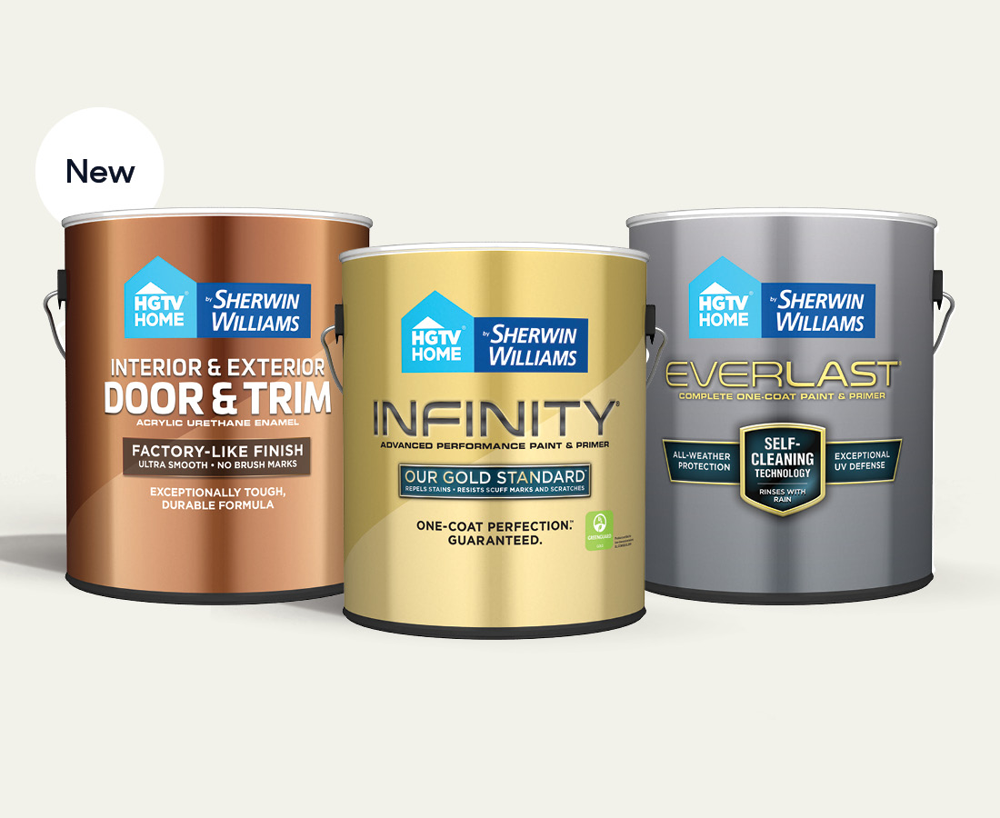 New
HGTV
HOME
®
by SHERWIN
WILLIAMS
INTERIOR & EXTERIOR
DOOR & TRIM
ACRYLIC URETHANE ENAMEL
FACTORY-LIKE FINISH
ULTRA SMOOTH • NO BRUSH MARKS
EXCEPTIONALLY TOUGH,
DURABLE FORMULA
HGTV
HOME
®
by SHERWIN
WILLIAMS
INFINITY®
ADVANCED PERFORMANCE PAINT & PRIMER
OUR GOLD STANDARD™
REPELS STAINS • RESISTS SCUFF MARKS AND SCRATCHES
ONE-COAT PERFECTION.™
GUARANTEED.
GREENGUARD
GOLD
HGTV
HOME
®
by SHERWIN
WILLIAMS
EVERLAST®
COMPLETE ONE-COAT PAINT & PRIMER
ALL-WEATHER
PROTECTION
SELF-
CLEANING
TECHNOLOGY
RINSES WITH
RAIN
EXCEPTIONAL
UV DEFENSE